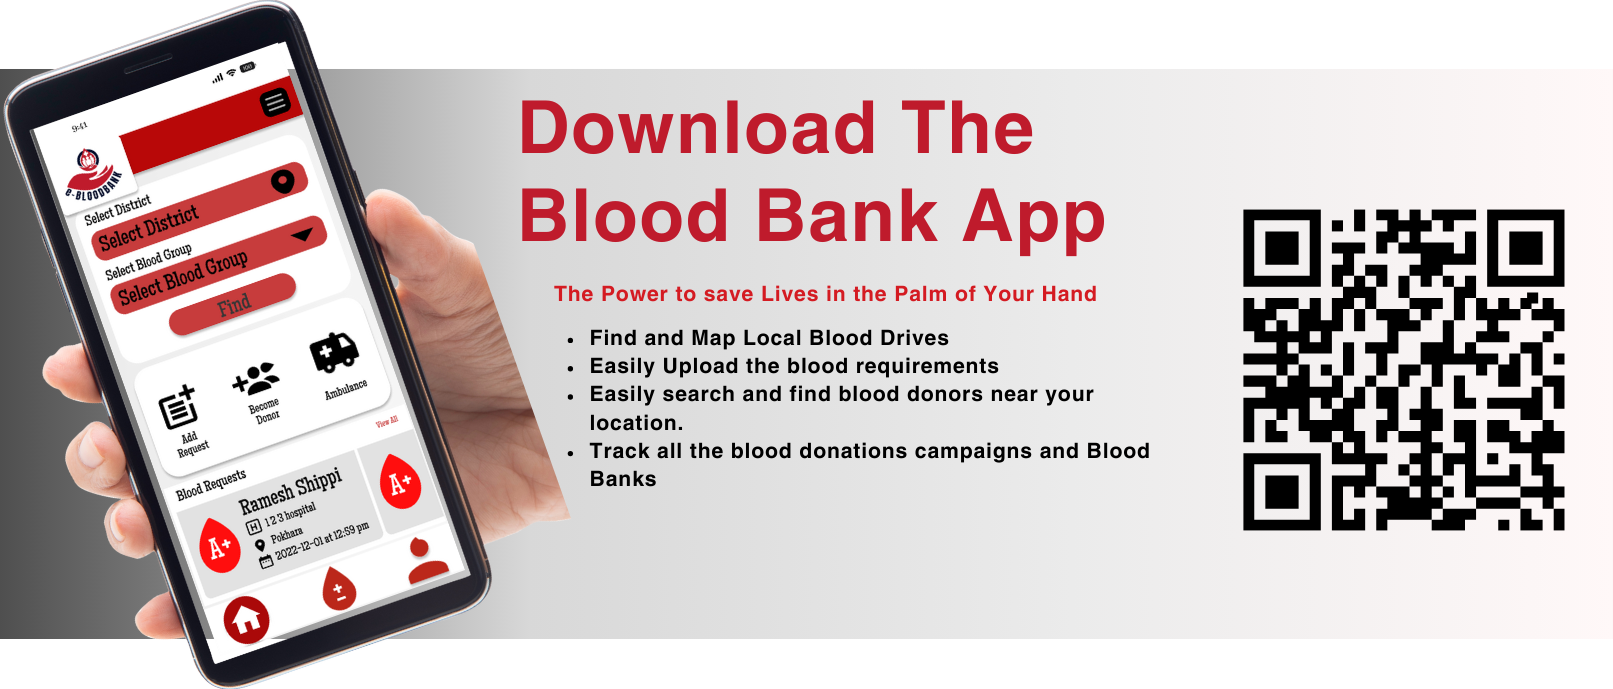 9:41
100
e-BLOODBANK
Select District
Select District
Select Blood Group
Select Blood Group
Find
Add
Request
Become
Donor
Ambulance
View All
Blood Requests
Ramesh Shippi
A+
H 1 2 3 hospital
Pokhara
2022-12-01 at 12:59 pm
A+
Download The
Blood Bank App
The Power to save Lives in the Palm of Your Hand
• Find and Map Local Blood Drives
• Easily Upload the blood requirements
• Easily search and find blood donors near your
location.
• Track all the blood donations campaigns and Blood
Banks